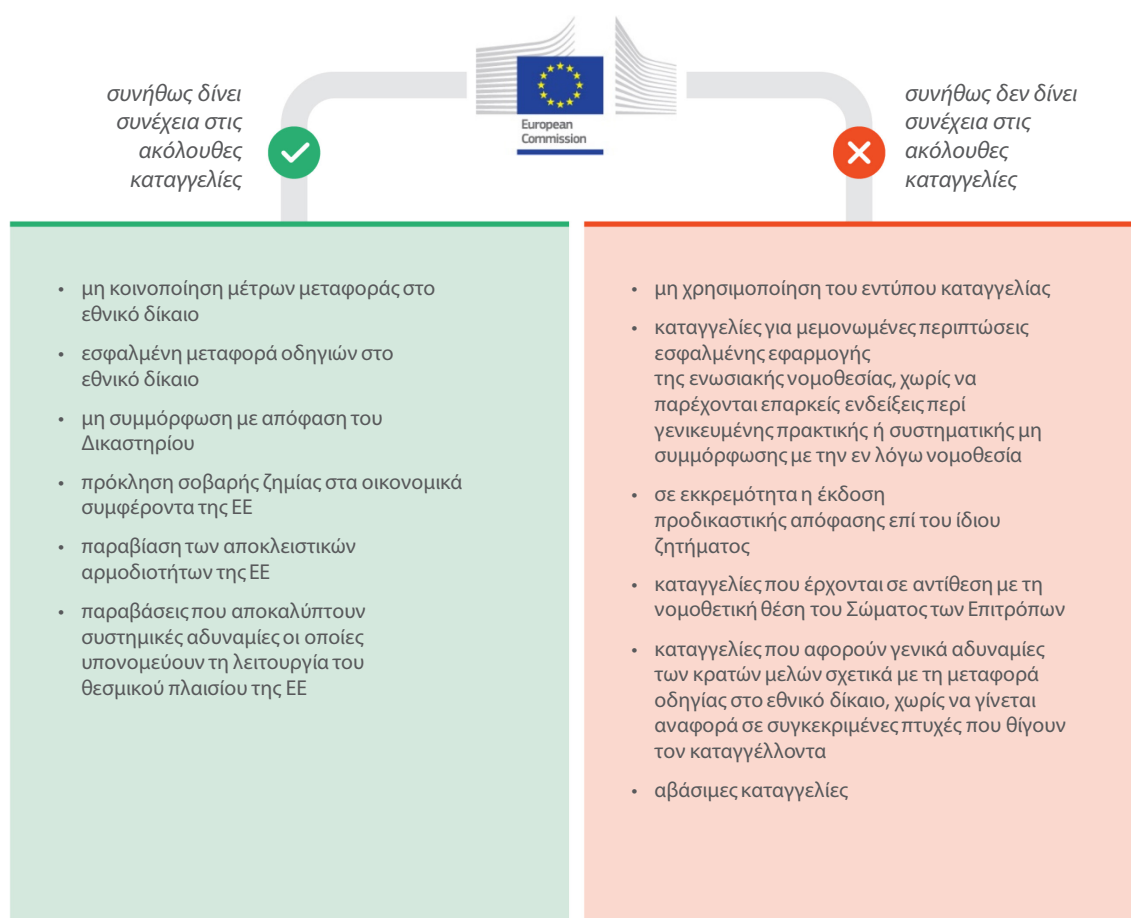 European
Commission
συνήθως δίνει
συνέχεια στις
ακόλουθες
καταγγελίες
συνήθως δεν δίνει
συνέχεια στις
ακόλουθες
καταγγελίες
• μη κοινοποίηση μέτρων μεταφοράς στο
εθνικό δίκαιο
• εσφαλμένη μεταφορά οδηγιών στο
εθνικό δίκαιο
• μη συμμόρφωση με απόφαση του
Δικαστηρίου
• πρόκληση σοβαρής ζημίας στα οικονομικά
συμφέροντα της ΕΕ
• παραβίαση των αποκλειστικών
αρμοδιοτήτων της ΕΕ
• παραβάσεις που αποκαλύπτουν
συστημικές αδυναμίες οι οποίες
υπονομεύουν τη λειτουργία του
θεσμικού πλαισίου της ΕΕ
• μη χρησιμοποίηση του εντύπου καταγγελίας
• καταγγελίες για μεμονωμένες περιπτώσεις
εσφαλμένης εφαρμογής
της ενωσιακής νομοθεσίας, χωρίς να
παρέχονται επαρκείς ενδείξεις περί
γενικευμένης πρακτικής ή συστηματικής μη
συμμόρφωσης με την εν λόγω νομοθεσία
• σε εκκρεμότητα η έκδοση
προδικαστικής απόφασης επί του ίδιου
ζητήματος
• καταγγελίες που έρχονται σε αντίθεση με τη
νομοθετική θέση του Σώματος των Επιτρόπων
• καταγγελίες που αφορούν γενικά αδυναμίες
των κρατών μελών σχετικά με τη μεταφορά
οδηγίας στο εθνικό δίκαιο, χωρίς να γίνεται
αναφορά σε συγκεκριμένες πτυχές που θίγουν
τον καταγγέλλοντα
• αβάσιμες καταγγελίες